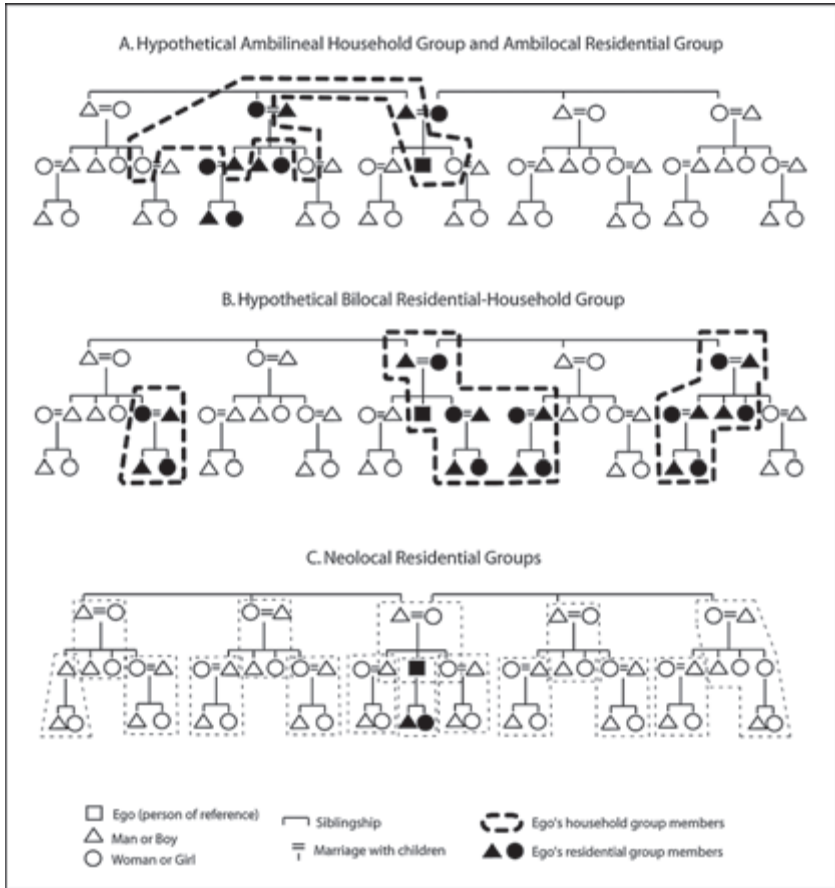 A. Hypothetical Ambilineal Household Group and Ambilocal Residential Group
B. Hypothetical Bilocal Residential-Household Group
C. Neolocal Residential Groups
Ego (person of reference)
Man or Boy
Woman or Girl
Siblingship
Marriage with children
Ego's household group members
Ego's residential group members